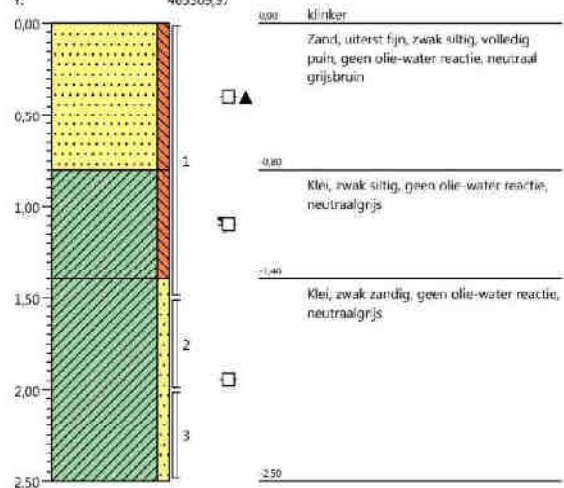 Y: 465309,97
0,00
0,00 klinker
Zand, uiterst fijn, zwak siltig, volledig
puin, geen olie-water reactie, neutraal
grijsbruin
0,50
1
-0,80
Klei, zwak siltig, geen olie-water reactie,
neutraalgrijs
1,00
-1,40
Klei, zwak zandig, geen olie-water reactie,
neutraalgrijs
1,50
2
2,00
3
2,50
-2,50